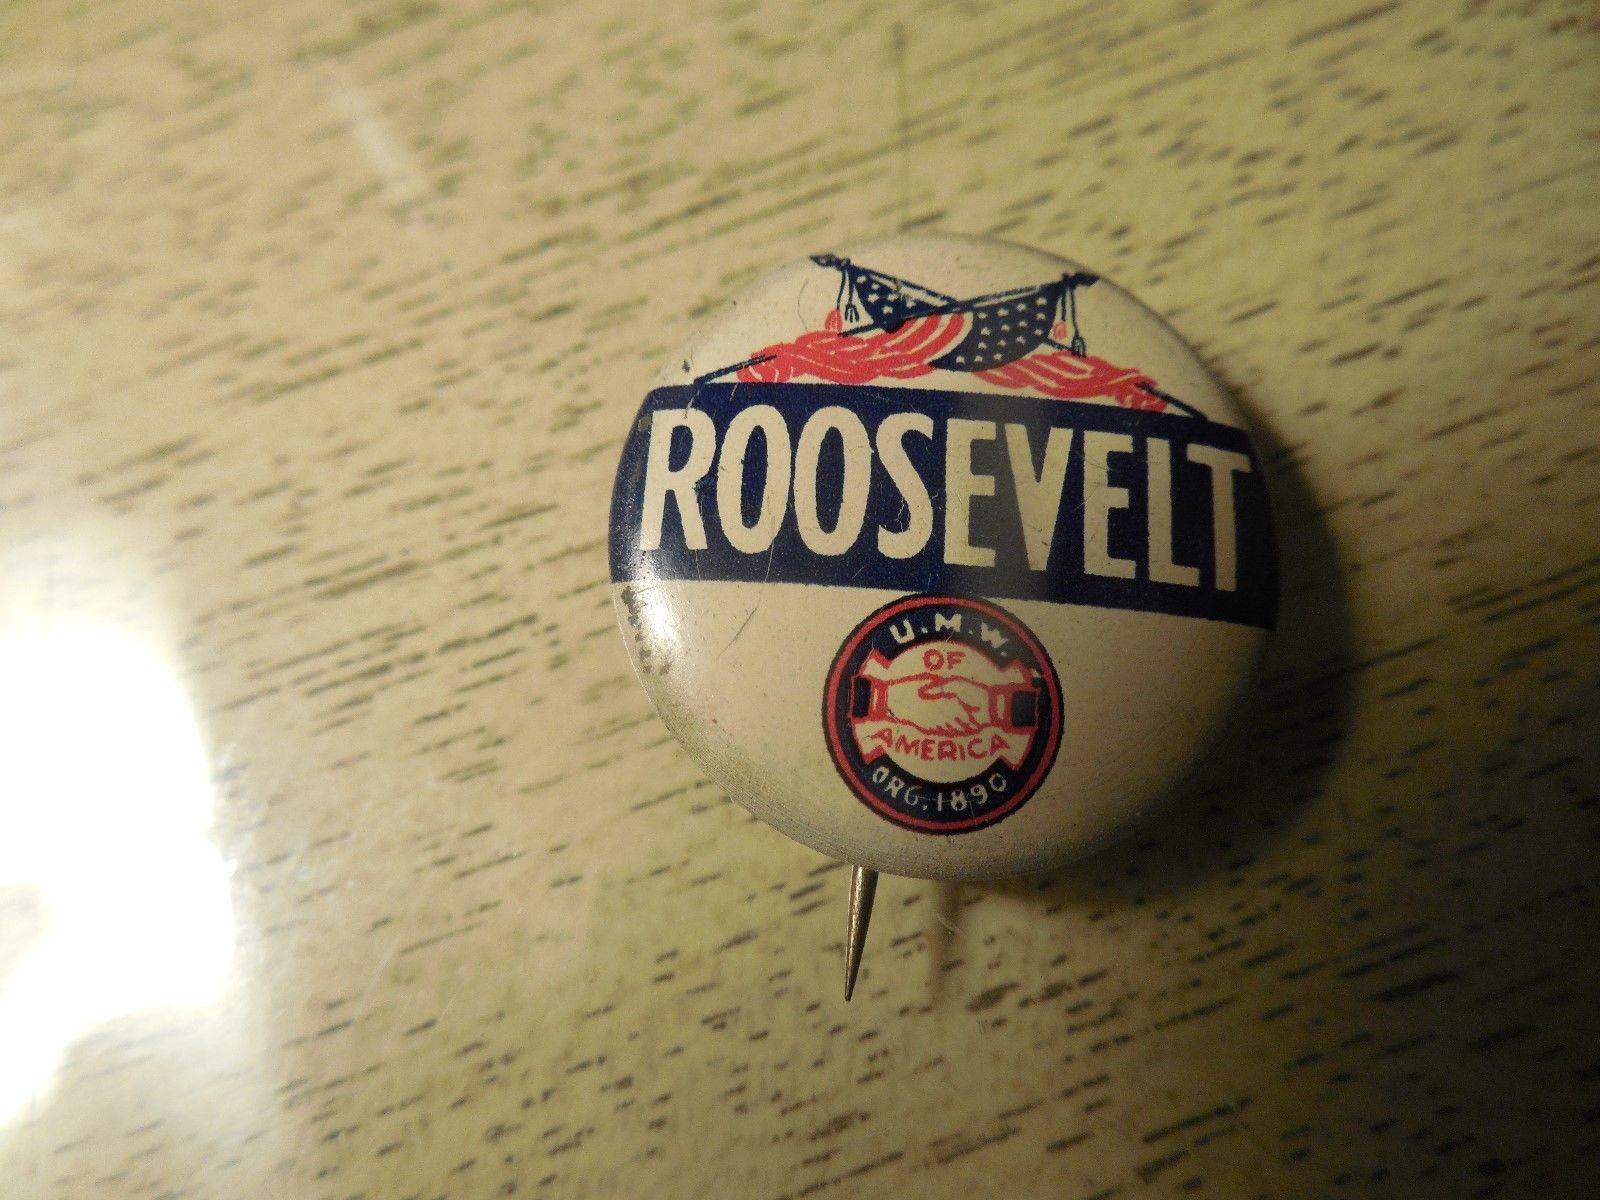 ROOSEVELT
U.M.W.
OF
AMERICA
ORG. 1890